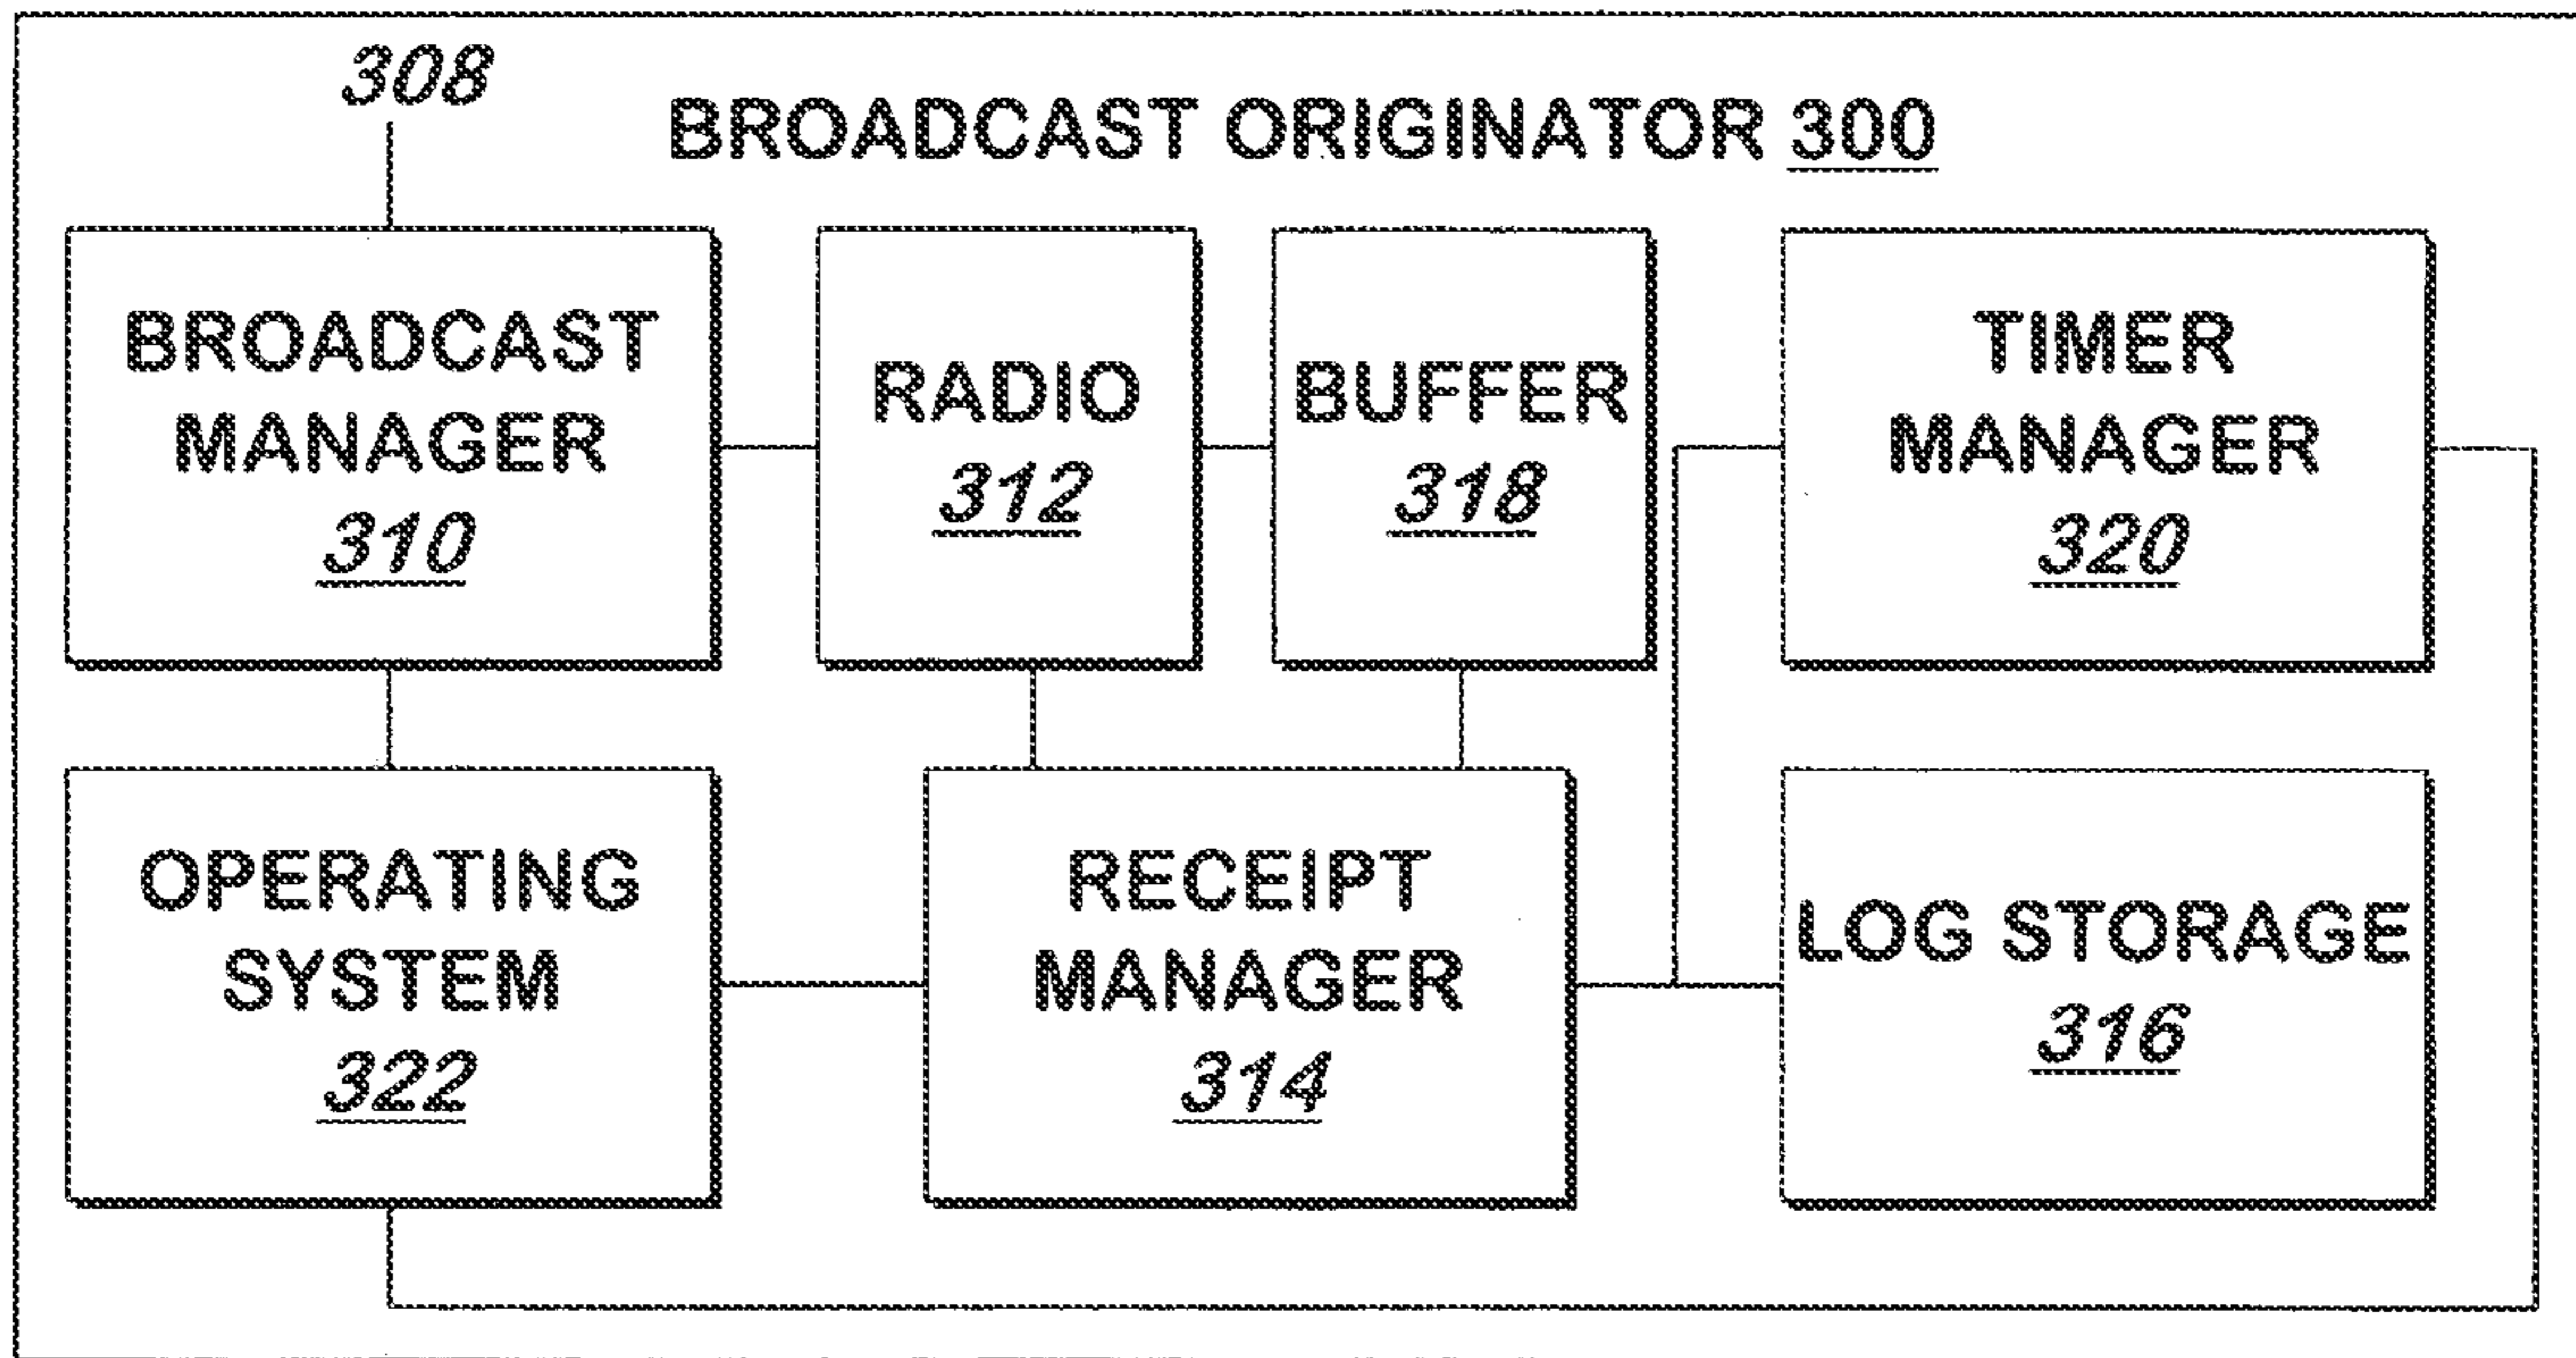 308
BROADCAST ORIGINATOR 300
BROADCAST
MANAGER
310
RADIO
312
BUFFER
318
TIMER
MANAGER
320
OPERATING
SYSTEM
322
RECEIPT
MANAGER
314
LOG STORAGE
316